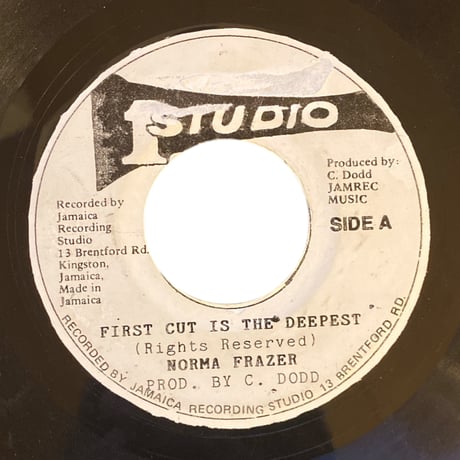 1 STUDIO
Produced by:
C. Dodd
JAMREC
MUSIC
SIDE A
Recorded by
Jamaica
Recording
Studio
13 Brentford Rd.
Kingston,
Jamaica,
Made in
Jamaica
FIRST CUT IS THE DEEPEST
(Rights Reserved)
NORMA FRAZER
PROD. BY C. DODD
RECORDED BY JAMAICA RECORDING STUDIO 13 BRENTFORD RD.